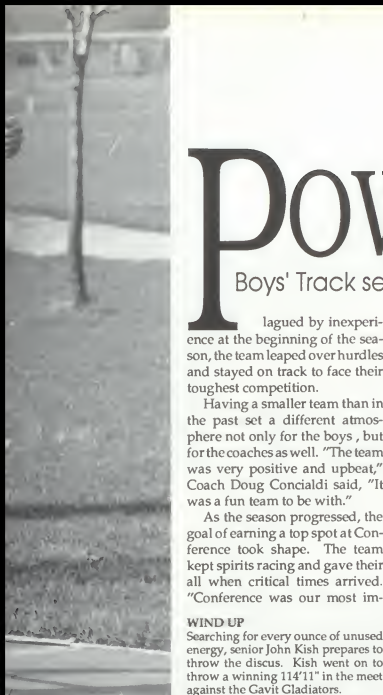 POW
Boys' Track se
lagued by inexperi-
ence at the beginning of the sea-
son, the team leaped over hurdles
and stayed on track to face their
toughest competition.
Having a smaller team than in
the past set a different atmos-
phere not only for the boys , but
for the coaches as well. "The team
was very positive and upbeat,"
Coach Doug Concialdi said, "It
was a fun team to be with."
As the season progressed, the
goal of earning a top spot at Con-
ference took shape. The team
kept spirits racing and gave their
all when critical times arrived.
"Conference was our most im-
WIND UP
Searching for every ounce of unused
energy, senior John Kish prepares to
throw the discus. Kish went on to
throw a winning 114'11" in the meet
against the Gavit Gladiators.